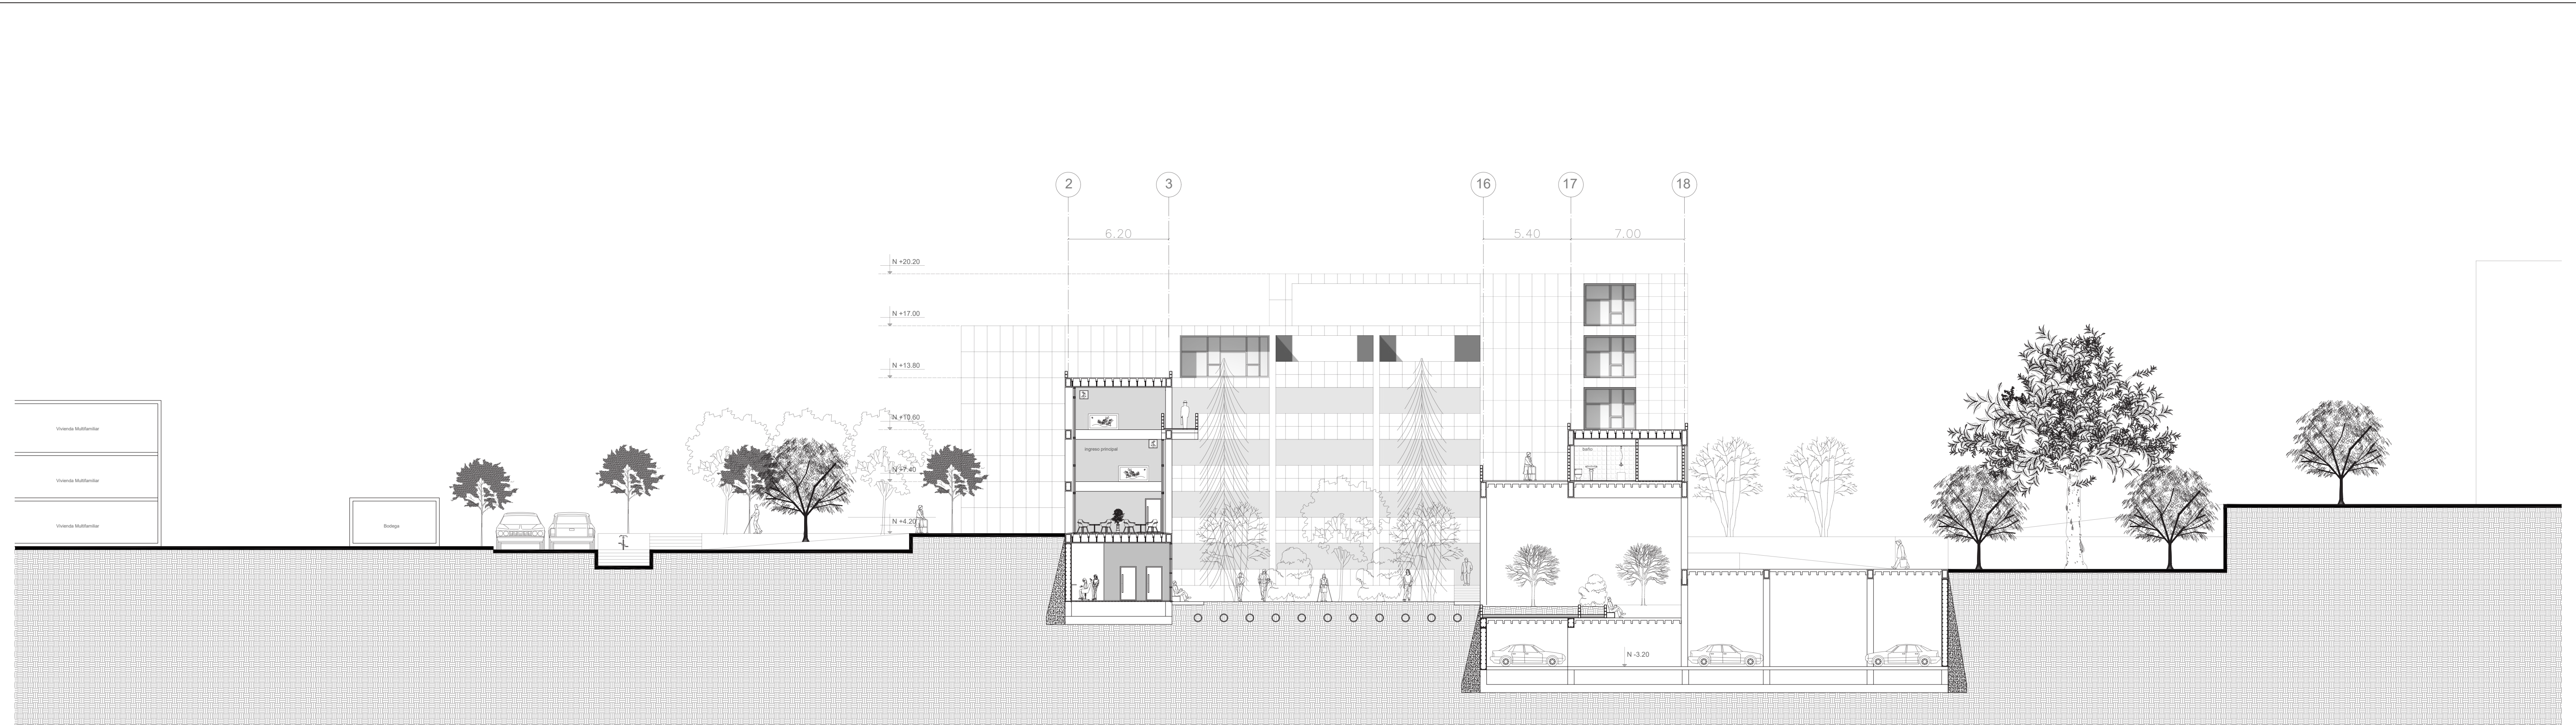 2
3
16
17
18
6.20
5.40
7.00
N +20.20
N +17.00
N +13.80
N +10.60
N +7.40
N +4.20
Vivienda Multifamiliar
Vivienda Multifamiliar
Vivienda Multifamiliar
Bodega
Ingreso principal
baño
N -3.20